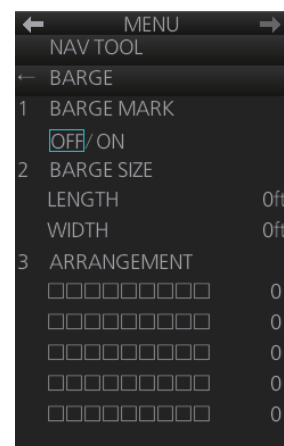 ← MENU →
NAV TOOL
← BARGE
1 BARGE MARK
OFF/ ON
2 BARGE SIZE
LENGTH 0ft
WIDTH 0ft
3 ARRANGEMENT
□□□□□□□□□ 0
□□□□□□□□□ 0
□□□□□□□□□ 0
□□□□□□□□□ 0
□□□□□□□□□ 0